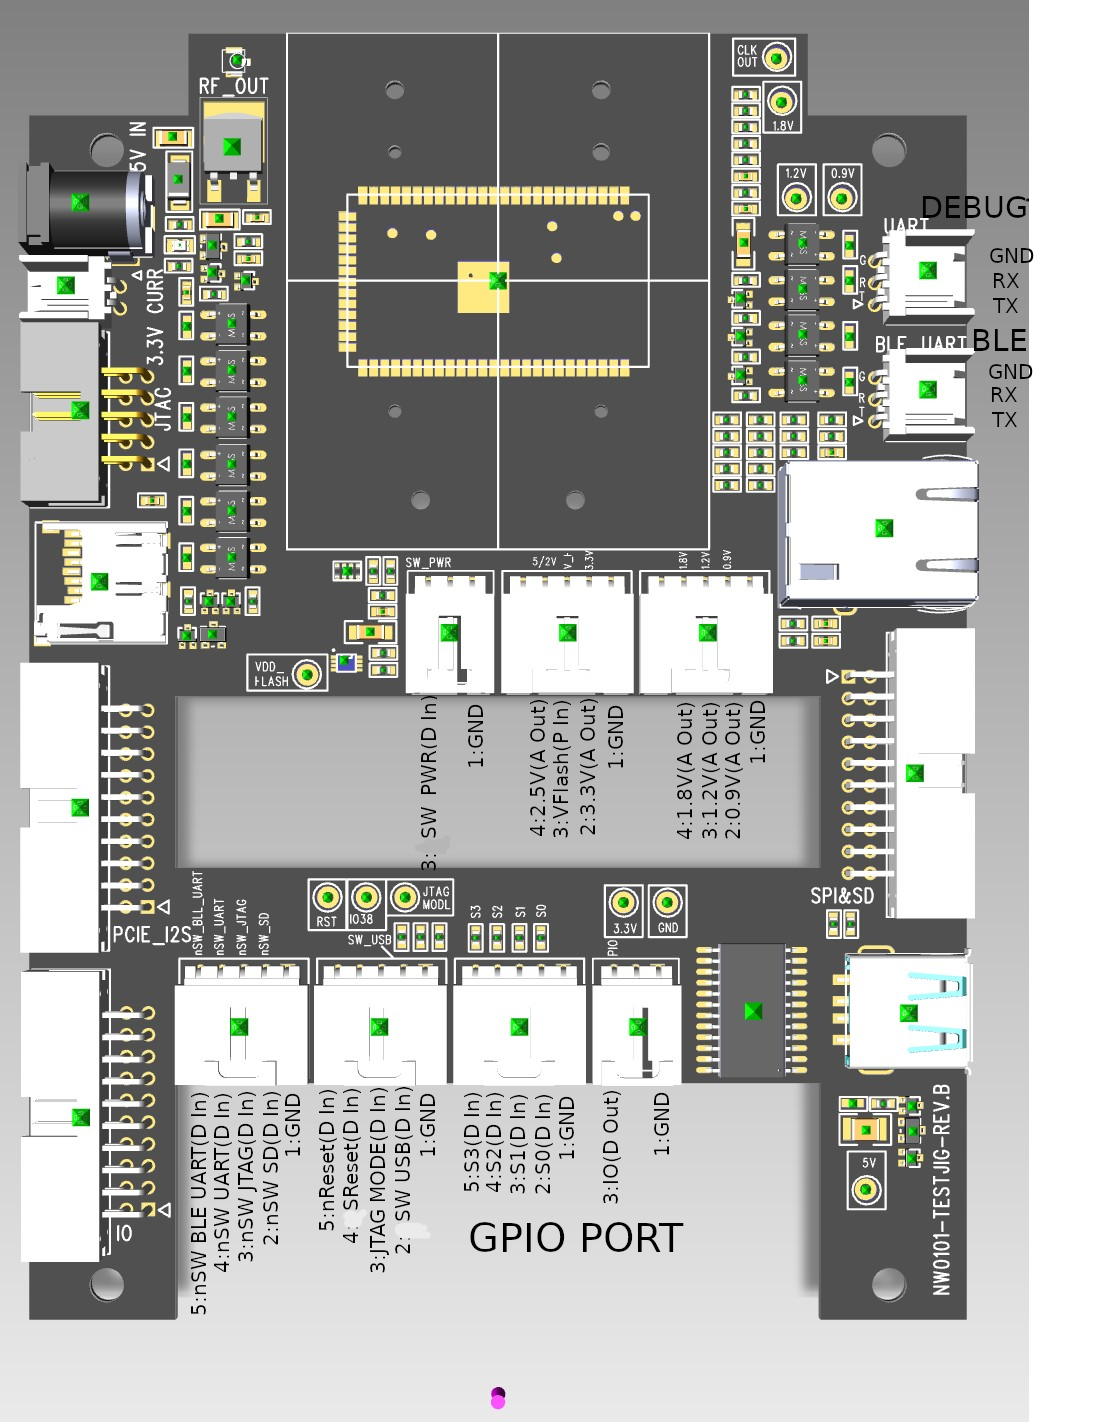 CLK
OUT
RF_OUT
1.8V
5V IN
1.2V
0.9V
DEBUG
UART
G
R
T
GND
RX
TX
3.3V CURR
BLE_UART
BLE
G
R
T
GND
RX
TX
JTAG
SW_PWR
5/2V
3.3V
1.8V
1.2V
0.9V
VDD_
FLASH
3: SW PWR(D In)
1:GND
4:2.5V(A Out)
3:VFlash(P In)
2:3.3V(A Out)
1:GND
4:1.8V(A Out)
3:1.2V(A Out)
2:0.9V(A Out)
1:GND
SPI&SD
PCIE_I2S
nSW_BLL_UART
nSW_UART
nSW_JTAG
nSW_SD
RST
IO38
JTAG
MODL
SW_USB
S3
S2
S1
S0
3.3V
GND
PIO
5:nSW BLE UART(D In)
4:nSW UART(D In)
3:nSW JTAG(D In)
2:nSW SD(D In)
1:GND
5:nReset(D In)
4: SReset(D In)
3:JTAG MODE(D In)
2: SW USB(D In)
1:GND
5:S3(D In)
4:S2(D In)
3:S1(D In)
2:S0(D In)
1:GND
3:IO(D Out)
1:GND
5V
IO
GPIO PORT
NW0101-TESTJIG-REV.B